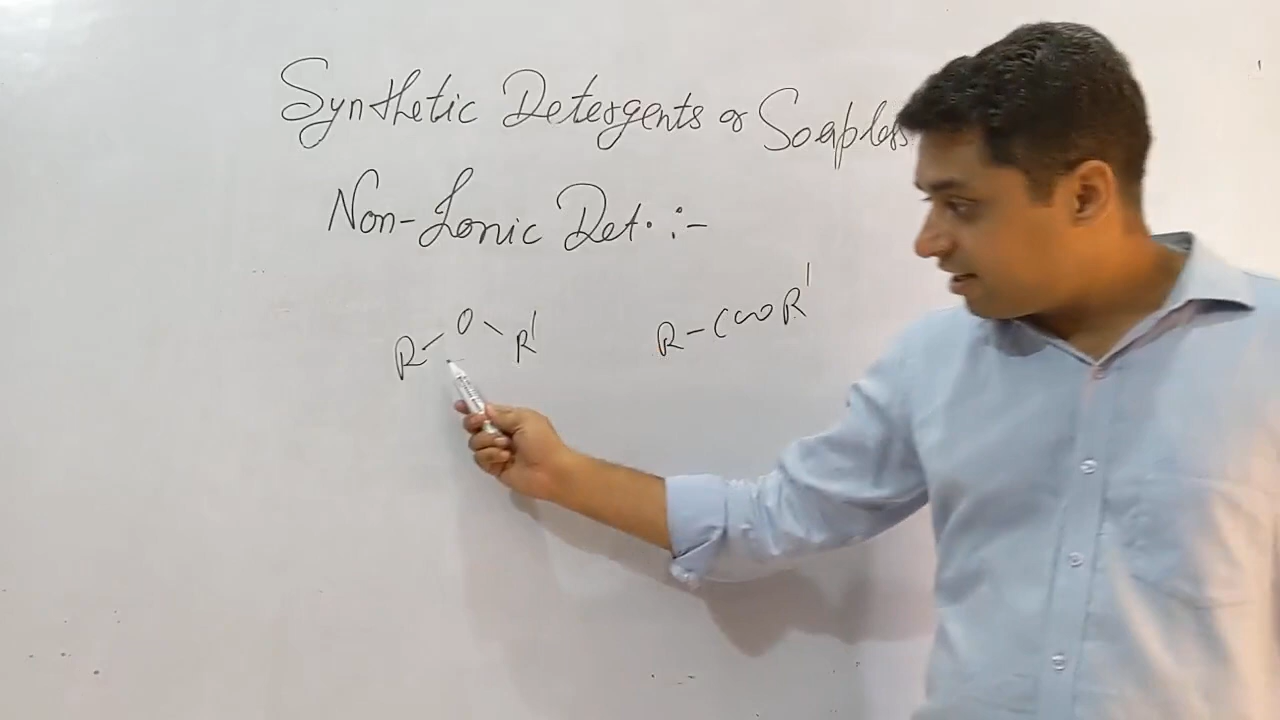 Synthetic Detergents or Soapless
Non-Ionic Det. :-
R-O-R' R-COOR'